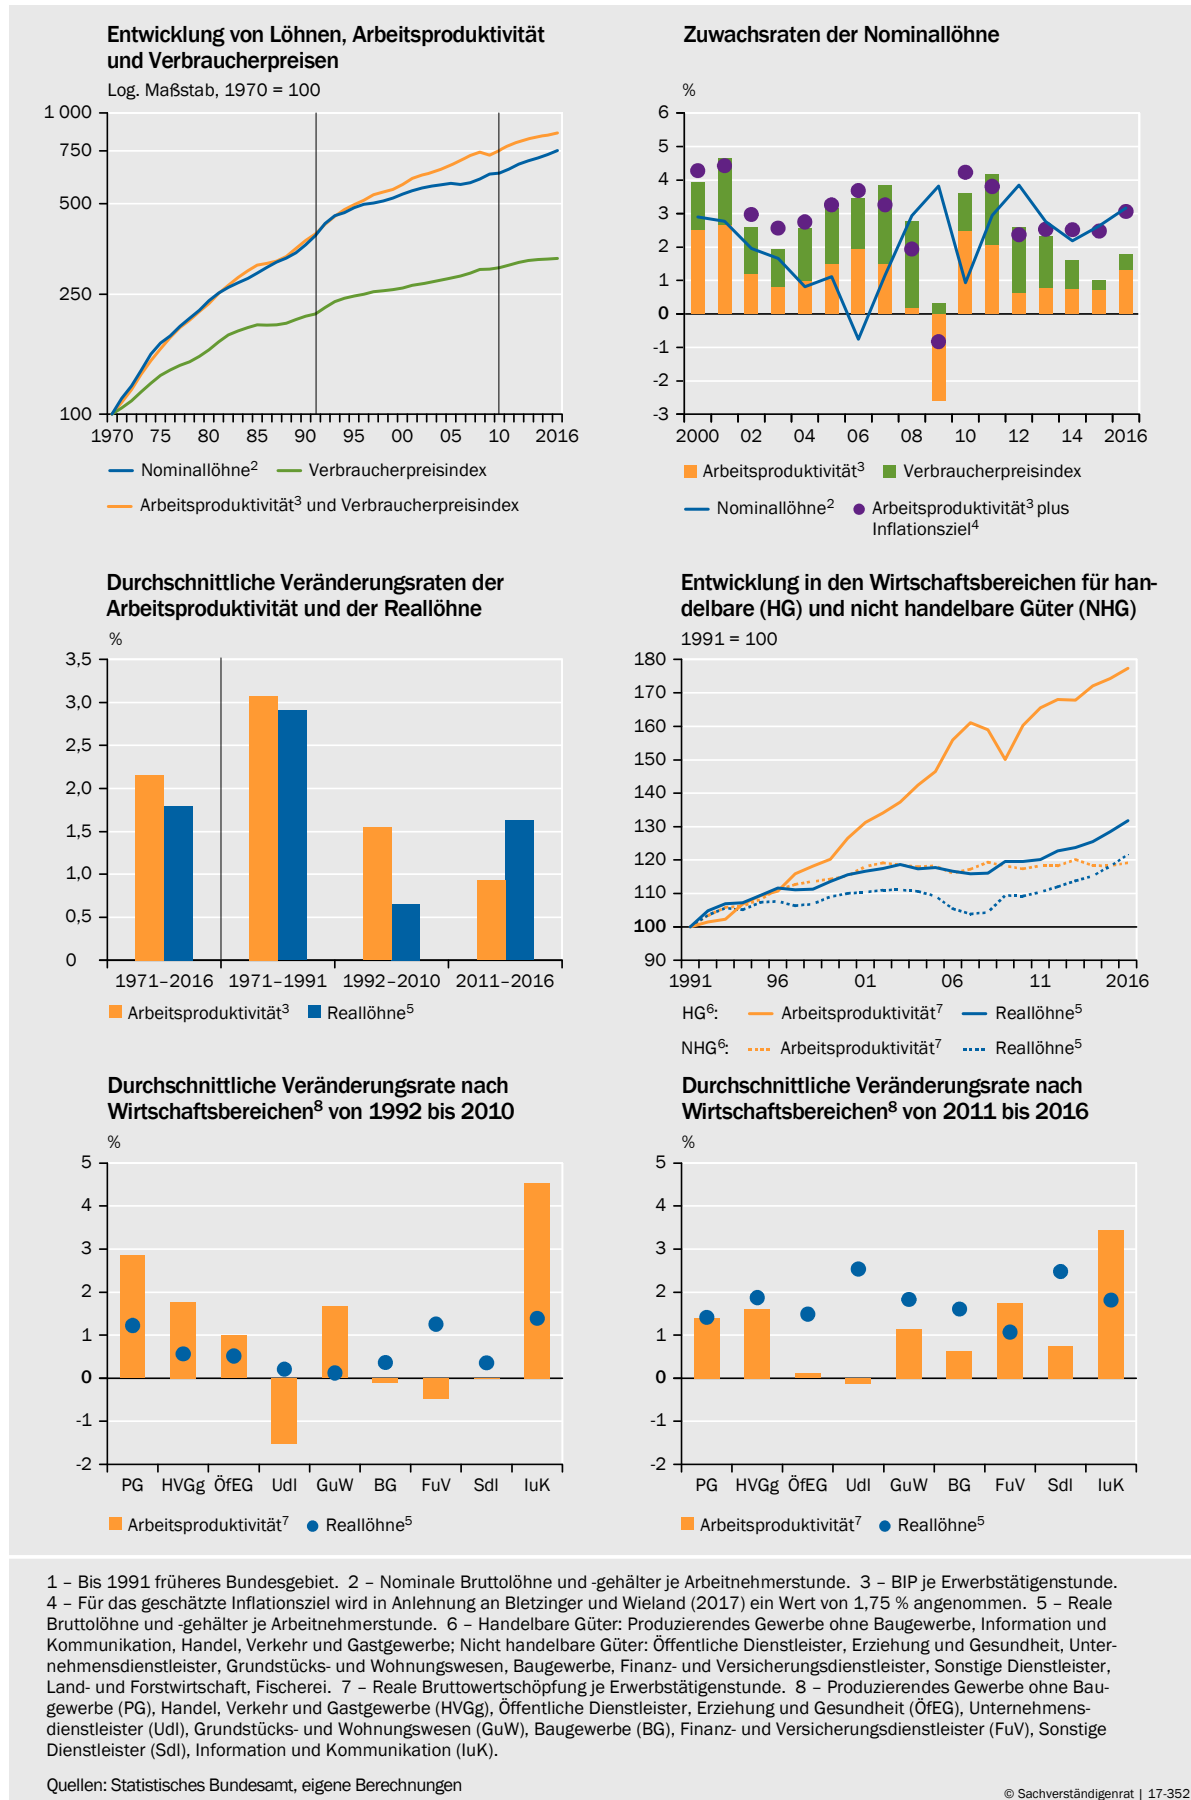 Entwicklung von Löhnen, Arbeitsproduktivität
und Verbraucherpreisen
Log. Maßstab, 1970 = 100
1 000
750
500
250
100
1970 75 80 85 90 95 00 05 10 2016
Nominallöhne2 Verbraucherpreisindex
Arbeitsproduktivität3 und Verbraucherpreisindex
Zuwachsraten der Nominallöhne
%
6
5
4
3
2
1
0
-1
-2
-3
2000 02 04 06 08 10 12 14 2016
Arbeitsproduktivität3 Verbraucherpreisindex
Nominallöhne2 Arbeitsproduktivität3 plus
Inflationsziel4
Durchschnittliche Veränderungsraten der
Arbeitsproduktivität und der Reallöhne
%
3,5
3,0
2,5
2,0
1,5
1,0
0,5
0
1971–2016 1971–1991 1992–2010 2011–2016
Arbeitsproduktivität3 Reallöhne5
Entwicklung in den Wirtschaftsbereichen für han-
delbare (HG) und nicht handelbare Güter (NHG)
1991 = 100
180
170
160
150
140
130
120
110
100
90
1991 96 01 06 11 2016
HG6: Arbeitsproduktivität7 Reallöhne5
NHG6: Arbeitsproduktivität7 Reallöhne5
Durchschnittliche Veränderungsrate nach
Wirtschaftsbereichen8 von 1992 bis 2010
%
5
4
3
2
1
0
-1
-2
PG HVGg ÖfEG Udl GuW BG FuV Sdl IuK
Arbeitsproduktivität7 Reallöhne5
Durchschnittliche Veränderungsrate nach
Wirtschaftsbereichen8 von 2011 bis 2016
%
5
4
3
2
1
0
-1
-2
PG HVGg ÖfEG Udl GuW BG FuV Sdl IuK
Arbeitsproduktivität7 Reallöhne5
1 – Bis 1991 früheres Bundesgebiet. 2 – Nominale Bruttolöhne und -gehälter je Arbeitnehmerstunde. 3 – BIP je Erwerbstätigenstunde.
4 – Für das geschätzte Inflationsziel wird in Anlehnung an Bletzinger und Wieland (2017) ein Wert von 1,75 % angenommen. 5 – Reale
Bruttolöhne und -gehälter je Arbeitnehmerstunde. 6 – Handelbare Güter: Produzierendes Gewerbe ohne Baugewerbe, Information und
Kommunikation, Handel, Verkehr und Gastgewerbe; Nicht handelbare Güter: Öffentliche Dienstleister, Erziehung und Gesundheit, Unter-
nehmensdienstleister, Grundstücks- und Wohnungswesen, Baugewerbe, Finanz- und Versicherungsdienstleister, Sonstige Dienstleister,
Land- und Forstwirtschaft, Fischerei. 7 – Reale Bruttowertschöpfung je Erwerbstätigenstunde. 8 – Produzierendes Gewerbe ohne Bau-
gewerbe (PG), Handel, Verkehr und Gastgewerbe (HVGg), Öffentliche Dienstleister, Erziehung und Gesundheit (ÖfEG), Unternehmens-
dienstleister (Udl), Grundstücks- und Wohnungswesen (GuW), Baugewerbe (BG), Finanz- und Versicherungsdienstleister (FuV), Sonstige
Dienstleister (Sdl), Information und Kommunikation (IuK).
Quellen: Statistisches Bundesamt, eigene Berechnungen
© Sachverständigenrat | 17-352